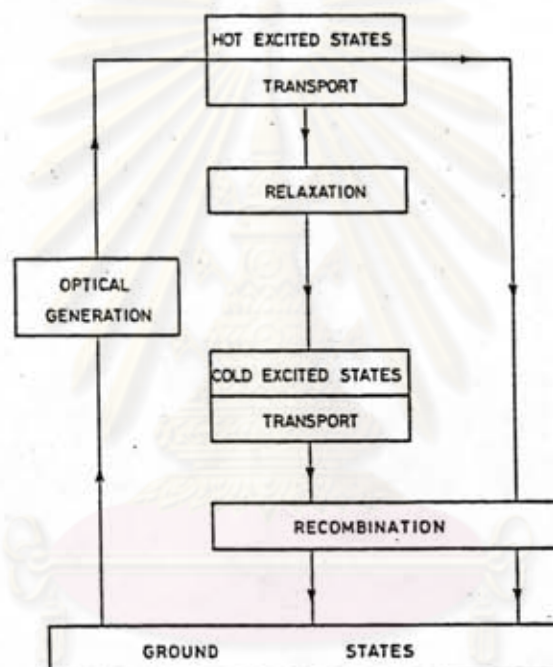 HOT EXCITED STATES
TRANSPORT
RELAXATION
OPTICAL
GENERATION
COLD EXCITED STATES
TRANSPORT
RECOMBINATION
GROUND STATES